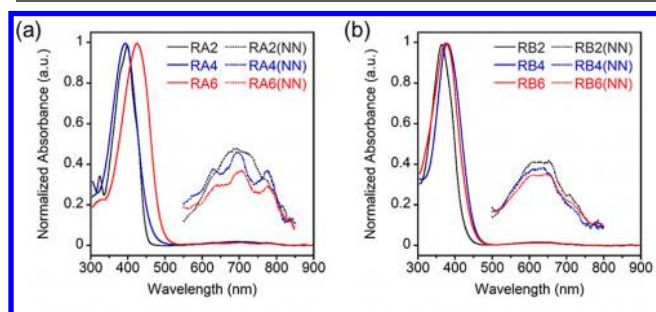 (a)
RA2 RA2(NN)
RA4 RA4(NN)
RA6 RA6(NN)
Normalized Absorbance (a.u.)
1
0.8
0.6
0.4
0.2
0
300 400 500 600 700 800 900
Wavelength (nm)
(b)
RB2 RB2(NN)
RB4 RB4(NN)
RB6 RB6(NN)
Normalized Absorbance (a.u.)
1
0.8
0.6
0.4
0.2
0
300 400 500 600 700 800 900
Wavelength (nm)